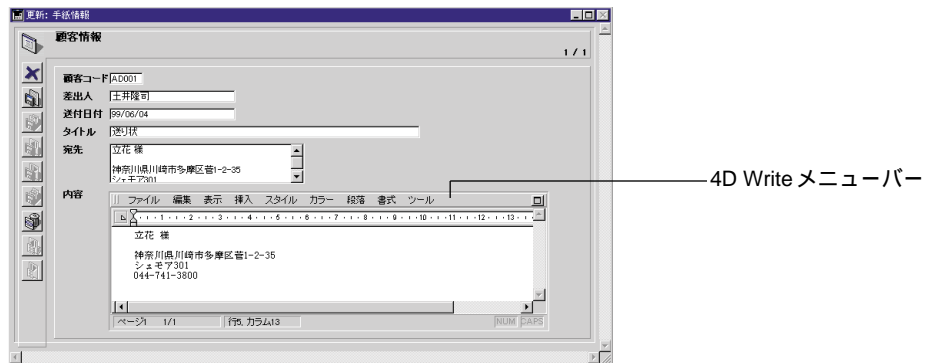 更新: 手紙情報
顧客情報
1 / 1
顧客コード AD001
差出人 土井隆司
送付日付 99/06/04
タイトル 送り状
宛先 立花 様
神奈川県川崎市多摩区菅1-2-35
シェモア301
内容
ファイル 編集 表示 挿入 スタイル カラー 段落 書式 ツール
1 2 3 4 5 6 7 8 9 10 11 12 13
立花 様
神奈川県川崎市多摩区菅1-2-35
シェモア301
044-741-3800
ページ1 1/1 行5, カラム13 NUM CAPS
4D Writeメニューバー